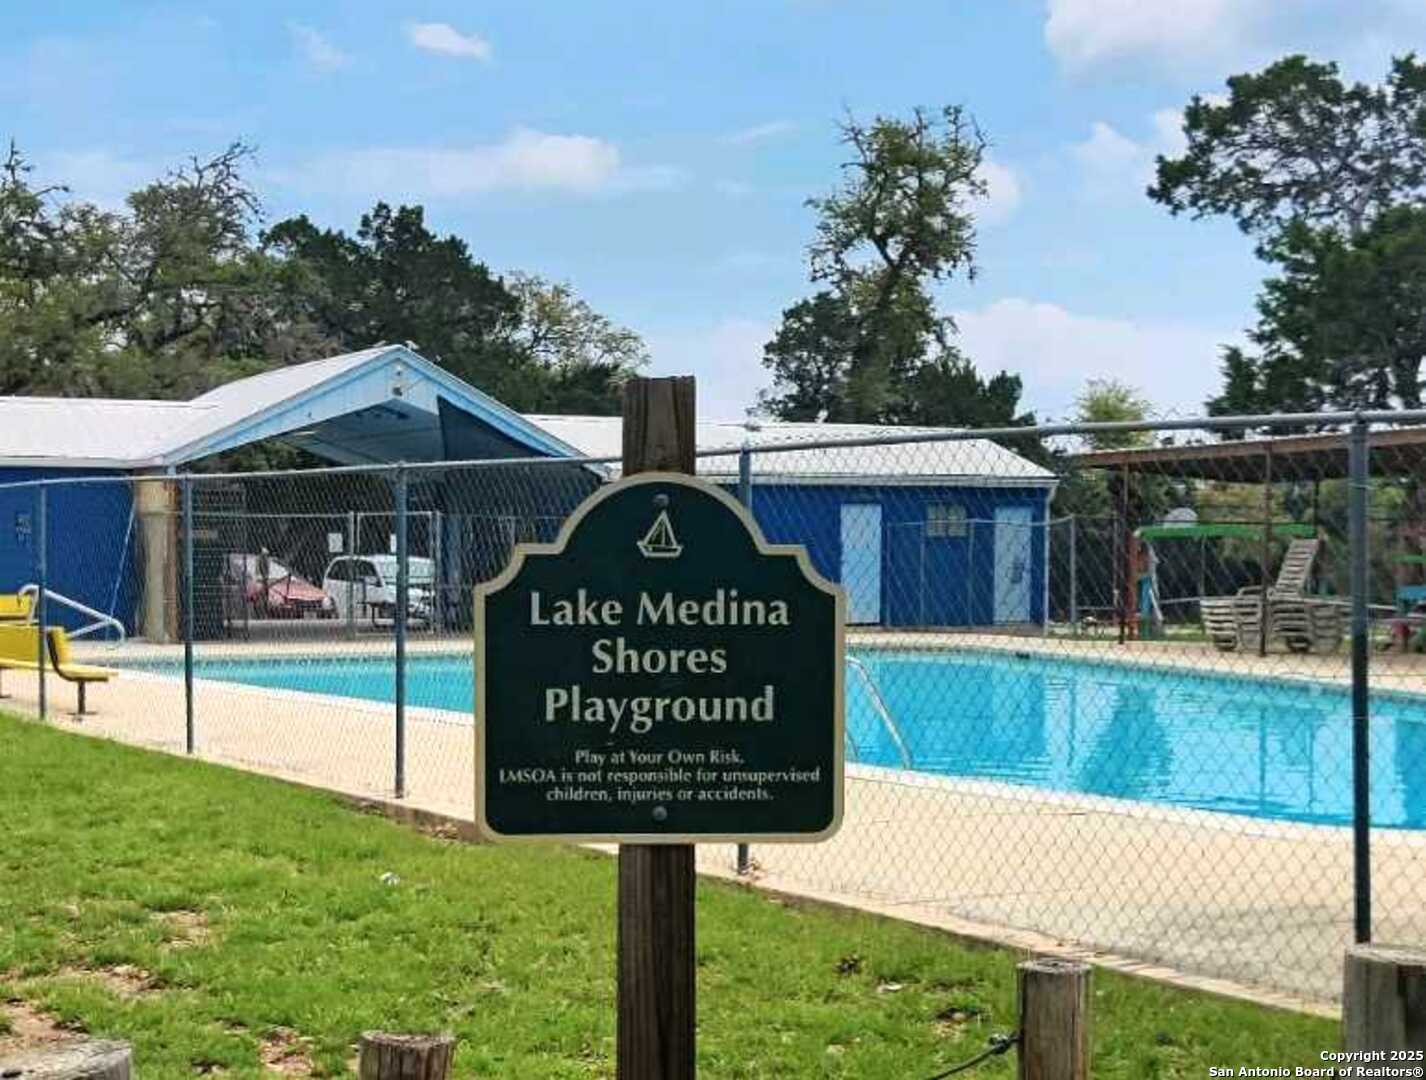 Lake Medina
Shores
Playground
Play at Your Own Risk.
LMSOA is not responsible for unsupervised
children, injuries or accidents.
Copyright 2025
San Antonio Board of Realtors®